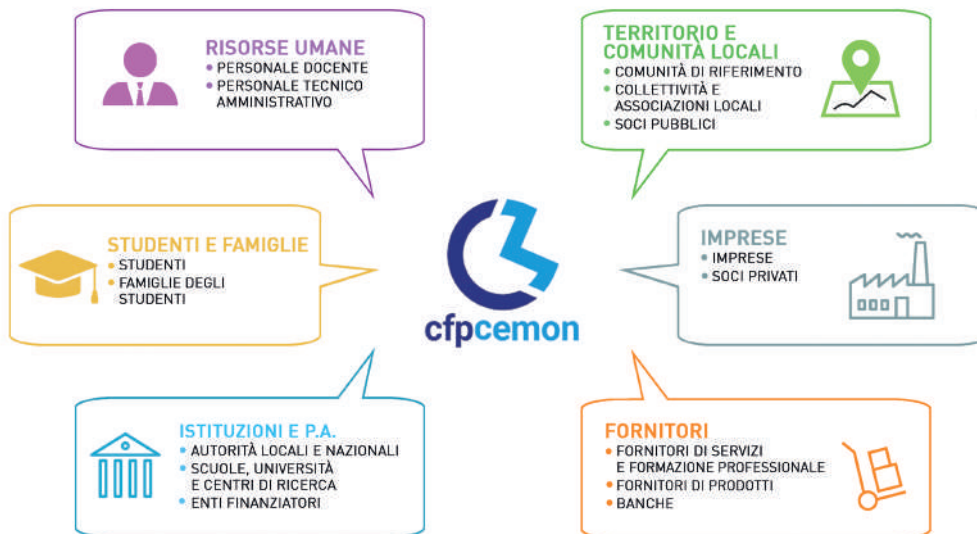 RISORSE UMANE
• PERSONALE DOCENTE
• PERSONALE TECNICO
AMMINISTRATIVO
TERRITORIO E
COMUNITÀ LOCALI
• COMUNITÀ DI RIFERIMENTO
• COLLETTIVITÀ E
ASSOCIAZIONI LOCALI
• SOCI PUBBLICI
STUDENTI E FAMIGLIE
• STUDENTI
• FAMIGLIE DEGLI
STUDENTI
cfpcemon
IMPRESE
• IMPRESE
• SOCI PRIVATI
ISTITUZIONI E P.A.
• AUTORITÀ LOCALI E NAZIONALI
• SCUOLE, UNIVERSITÀ
E CENTRI DI RICERCA
• ENTI FINANZIATORI
FORNITORI
• FORNITORI DI SERVIZI
E FORMAZIONE PROFESSIONALE
• FORNITORI DI PRODOTTI
• BANCHE